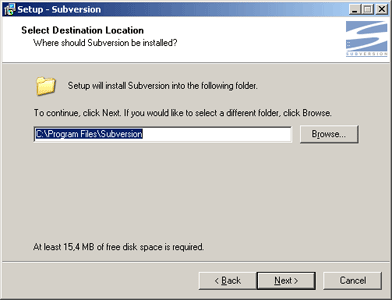 Setup - Subversion
Select Destination Location
Where should Subversion be installed?
SUBVERSION
Setup will install Subversion into the following folder.
To continue, click Next. If you would like to select a different folder, click Browse.
C:\Program Files\Subversion
Browse...
At least 15,4 MB of free disk space is required.
< Back
Next >
Cancel